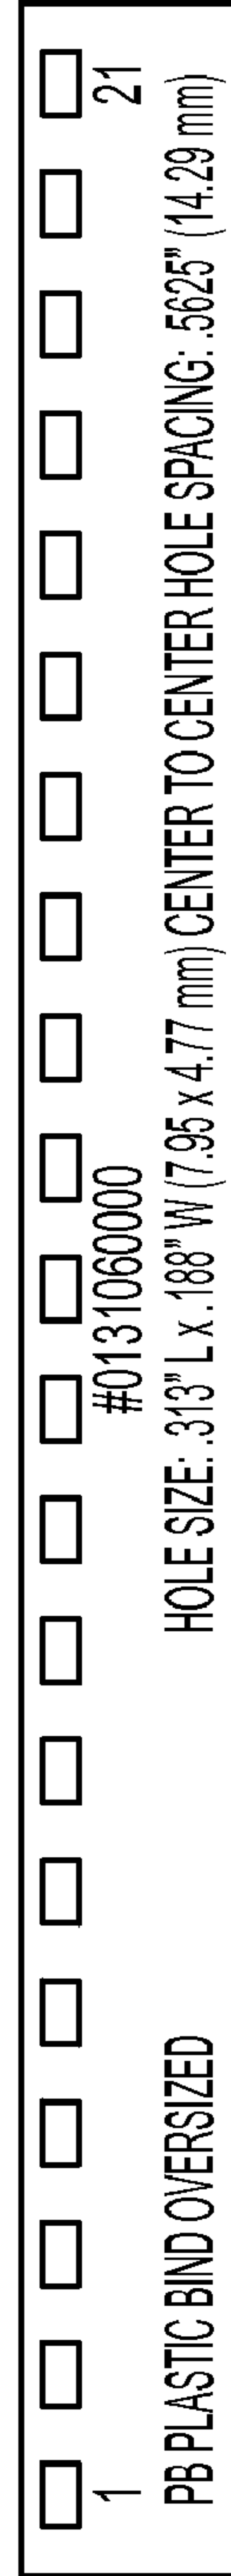 1 #0131060000 21
PB PLASTIC BIND OVERSIZED HOLE SIZE: .313" L x .188" W (7.95 x 4.77 mm) CENTER TO CENTER HOLE SPACING: .5625" (14.29 mm)